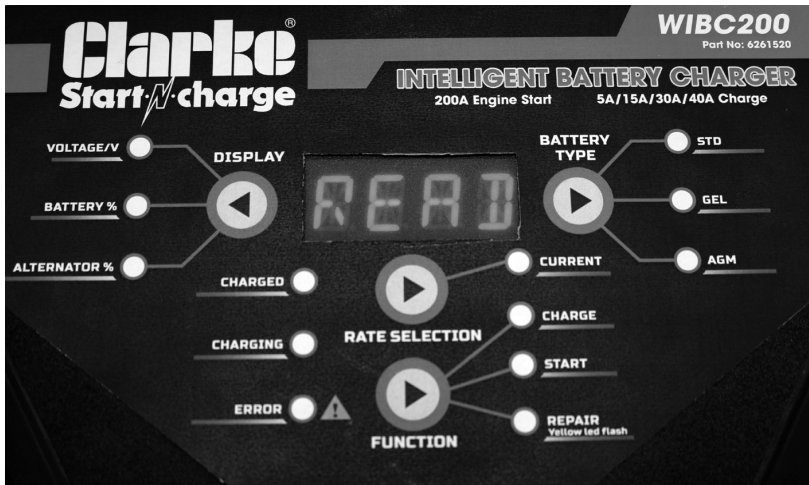 Clarke®
Start·N·charge
WIBC200
Part No: 6261520
INTELLIGENT BATTERY CHARGER
200A Engine Start 5A/15A/30A/40A Charge
DISPLAY
VOLTAGE/V
BATTERY %
ALTERNATOR %
READ
BATTERY
TYPE
STD
GEL
AGM
CHARGED
CHARGING
ERROR
RATE SELECTION
CURRENT
FUNCTION
CHARGE
START
REPAIR
Yellow led flash